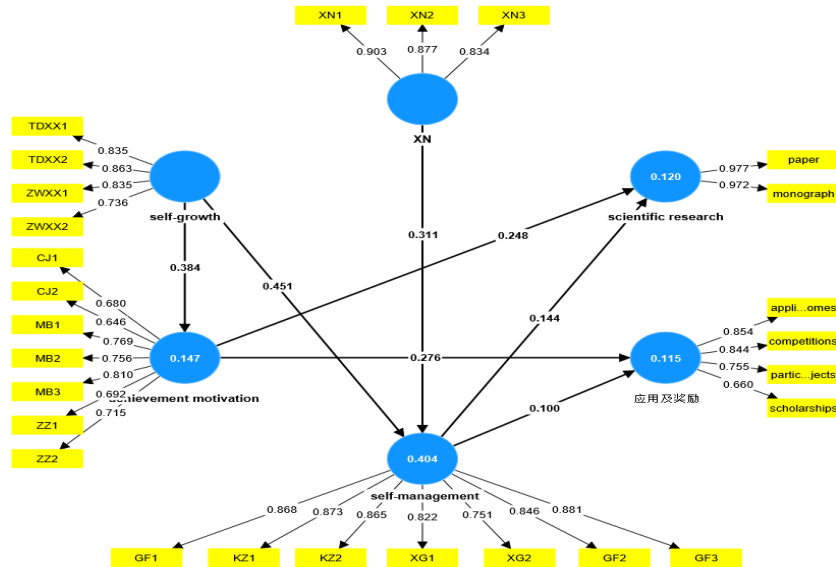 XN1
XN2
XN3
0.903
0.877
0.834
XN
TDXX1
TDXX2
ZWXX1
ZWXX2
0.835
0.863
0.835
0.736
self-growth
0.120
scientific research
0.977
0.972
paper
monograph
0.311
0.248
0.384
0.451
CJ1
CJ2
MB1
MB2
MB3
ZZ1
ZZ2
0.680
0.646
0.769
0.756
0.810
0.692
0.715
0.147
achievement motivation
0.144
0.276
0.100
0.115
应用及奖励
0.854
0.844
0.755
0.660
appli...omes
competitions
partic...jects
scholarships
0.404
self-management
0.868
0.873
0.865
0.822
0.751
0.846
0.881
GF1
KZ1
KZ2
XG1
XG2
GF2
GF3